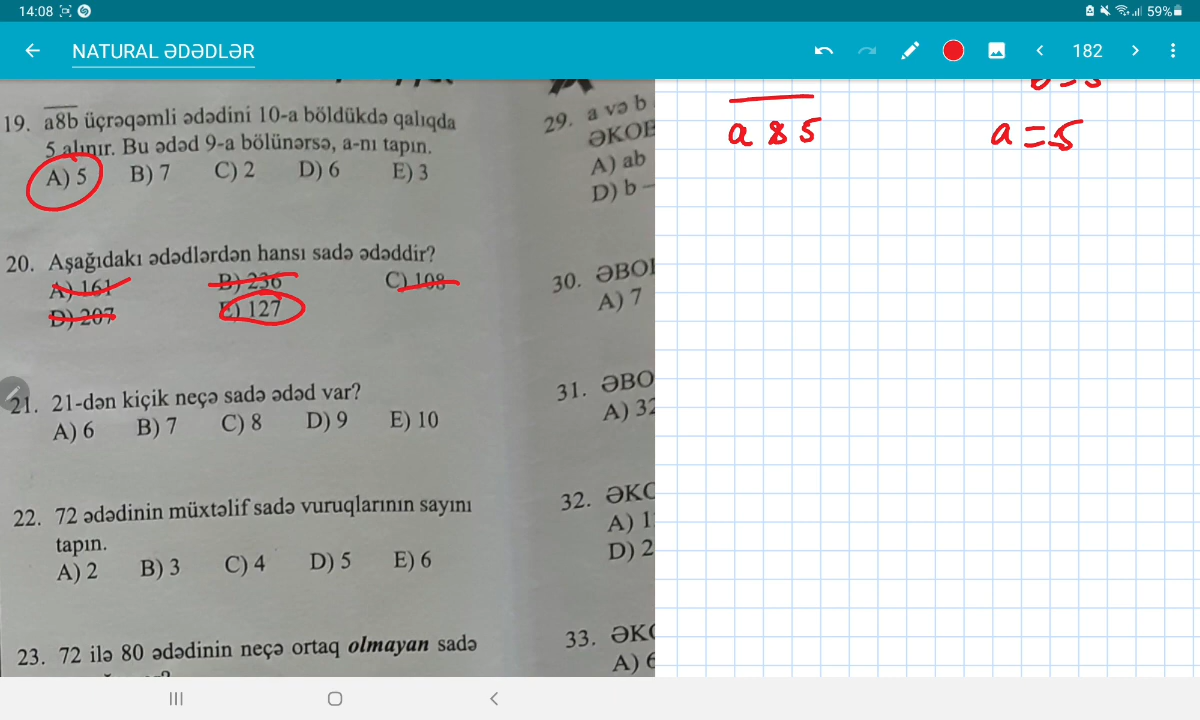 14:08 59%
NATURAL ƏDƏDLƏR 182
19. a8b üçrəqəmli ədədini 10-a böldükdə qalıqda
5 alınır. Bu ədəd 9-a bölünərsə, a-nı tapın.
A) 5 B) 7 C) 2 D) 6 E) 3
20. Aşağıdakı ədədlərdən hansı sadə ədəddir?
A) 161 B) 236 C) 108
D) 207 E) 127
21. 21-dən kiçik neçə sadə ədəd var?
A) 6 B) 7 C) 8 D) 9 E) 10
22. 72 ədədinin müxtəlif sadə vuruqlarının sayını
tapın.
A) 2 B) 3 C) 4 D) 5 E) 6
23. 72 ilə 80 ədədinin neçə ortaq olmayan sadə
29. a və b
ƏKOB
A) ab
D) b –
30. ƏBOB
A) 7
31. ƏBO
A) 32
32. ƏKO
A) 1
D) 2
33. ƏKO
A) 6
a 8 5 a = 5